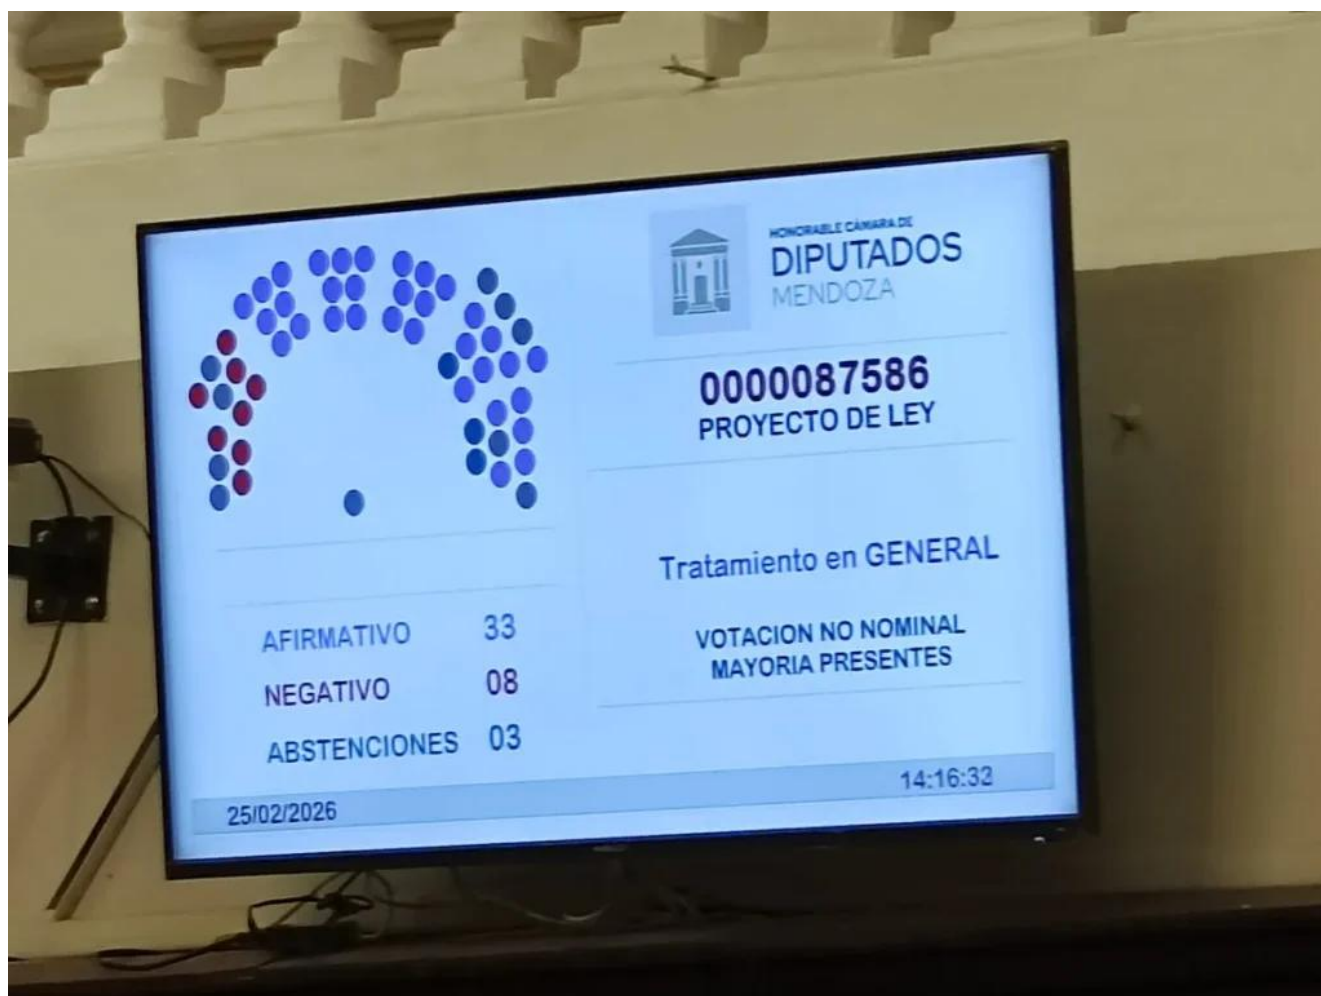 HONORABLE CÁMARA DE
DIPUTADOS
MENDOZA
0000087586
PROYECTO DE LEY
Tratamiento en GENERAL
VOTACION NO NOMINAL
MAYORIA PRESENTES
AFIRMATIVO 33
NEGATIVO 08
ABSTENCIONES 03
25/02/2026 14:16:32